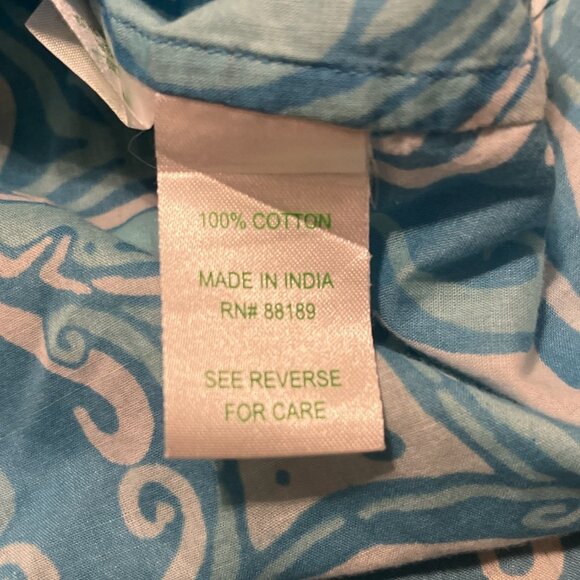 100% COTTON
MADE IN INDIA
RN# 88189
SEE REVERSE
FOR CARE